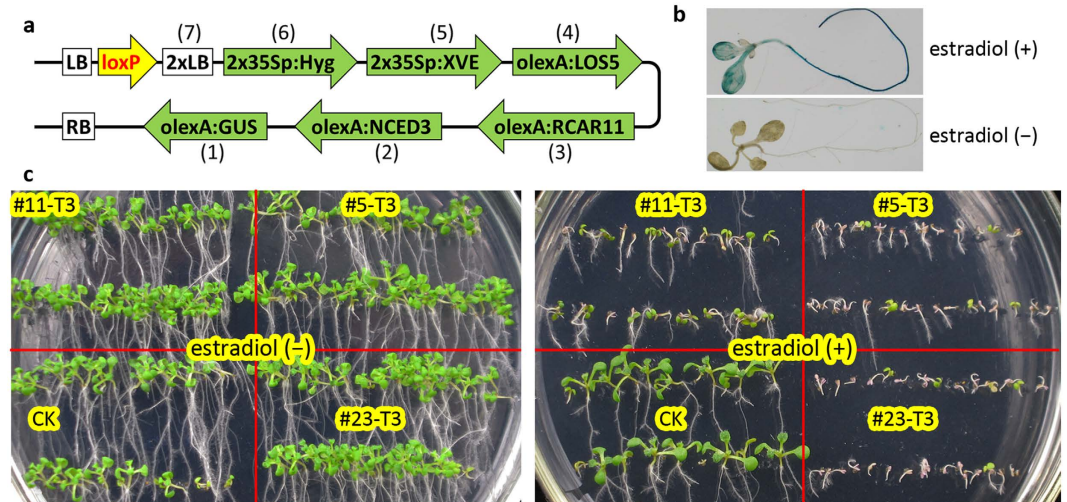 a
(7) (6) (5) (4)
LB loxP 2xLB 2x35Sp:Hyg 2x35Sp:XVE olexA:LOS5
RB olexA:GUS olexA:NCED3 olexA:RCAR11
(1) (2) (3)
b
estradiol (+)
estradiol (−)
c
#11-T3 #5-T3
estradiol (−)
CK #23-T3
#11-T3 #5-T3
estradiol (+)
CK #23-T3